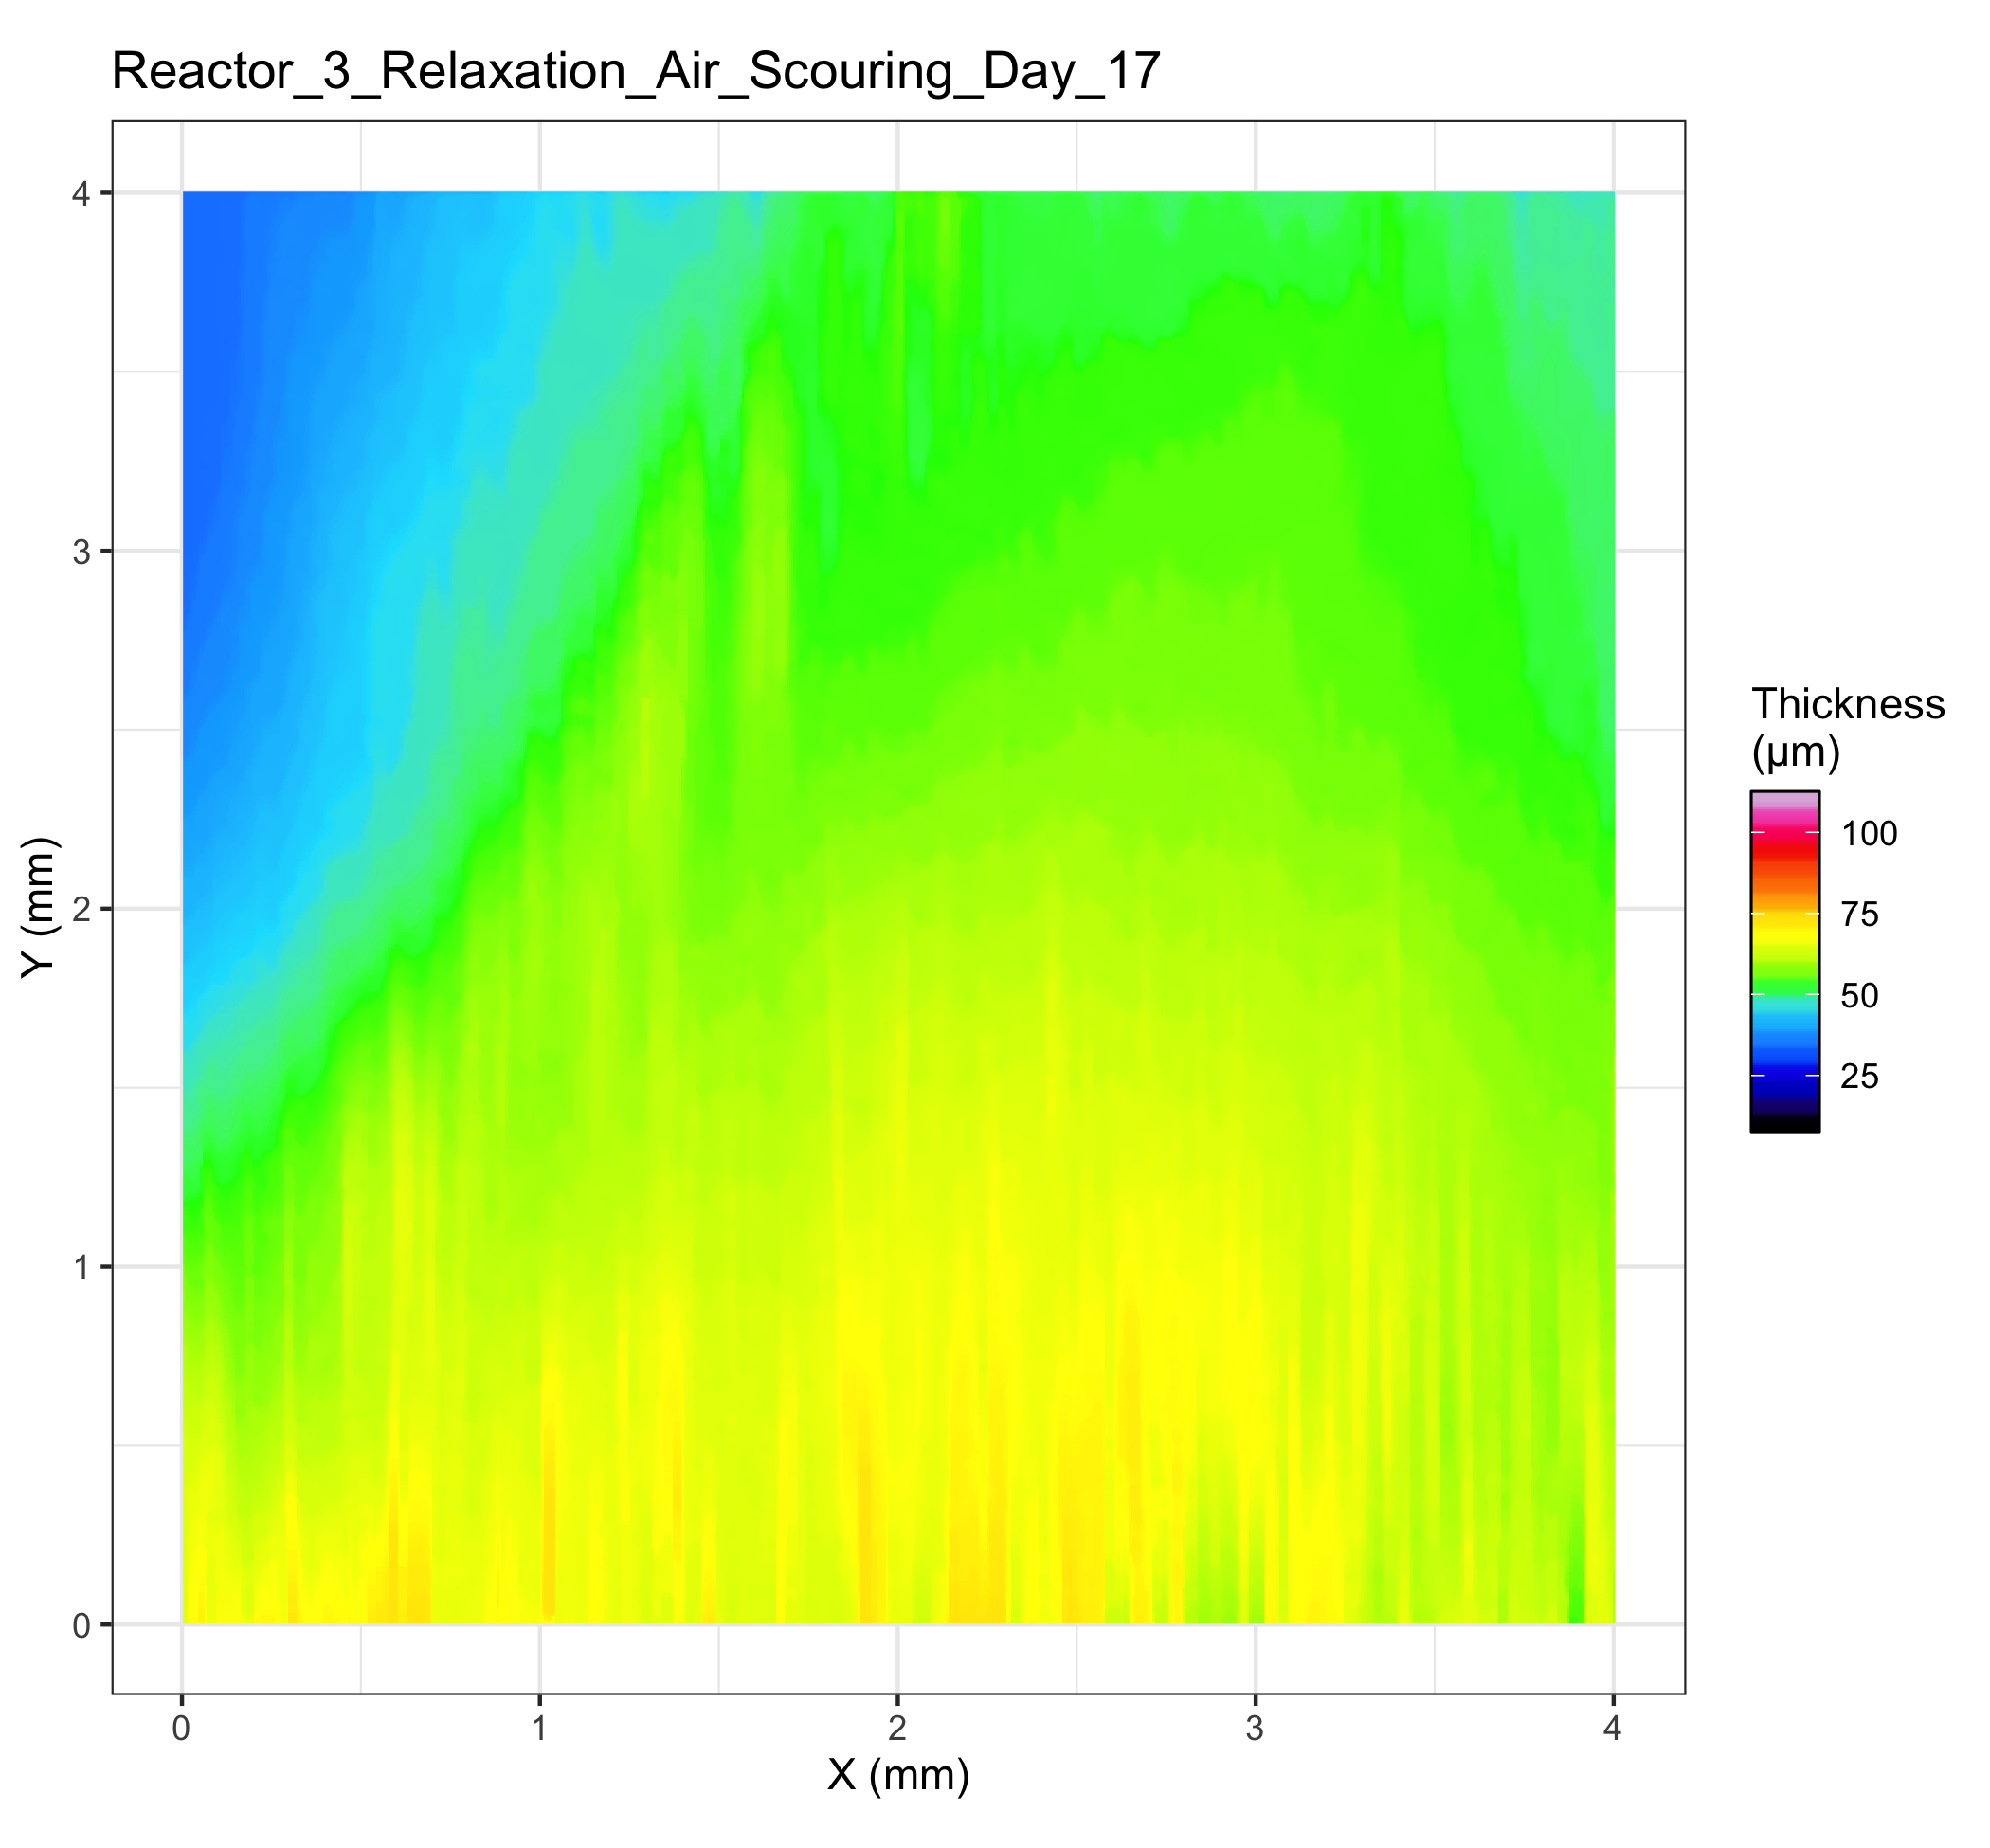 Reactor_3_Relaxation_Air_Scouring_Day_17
4
3
2
1
0
Y (mm)
0 1 2 3 4
X (mm)
Thickness
(µm)
100
75
50
25